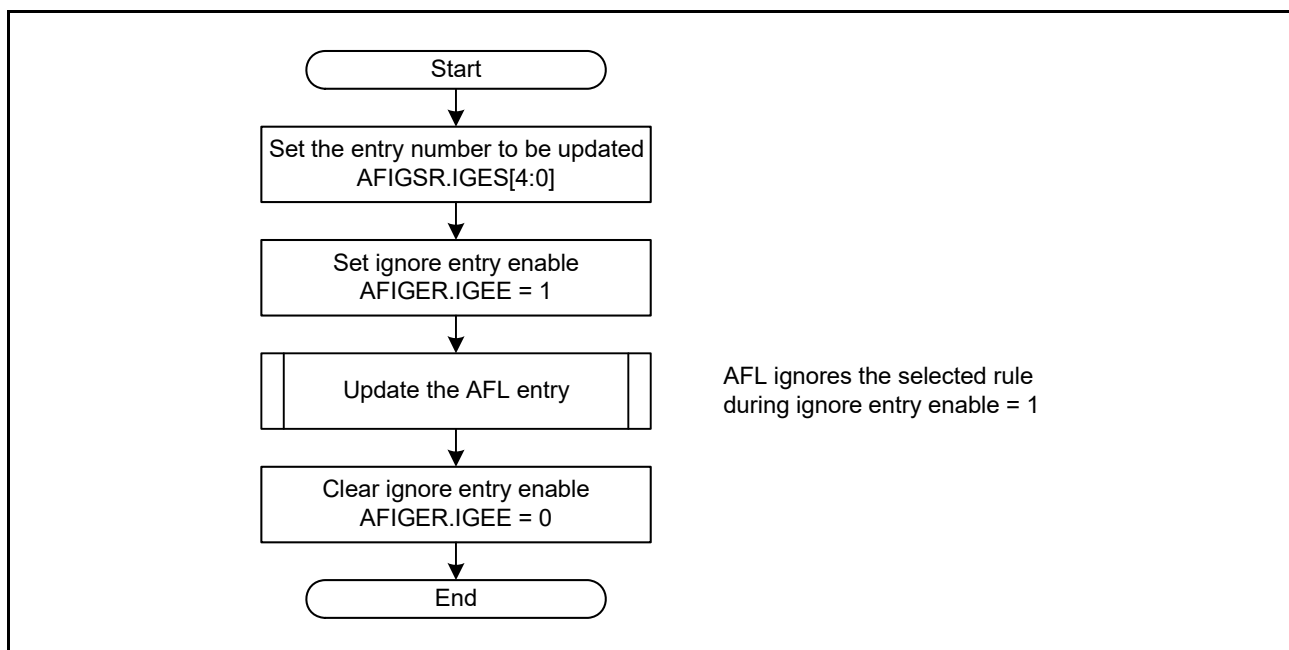 Start
Set the entry number to be updated
AFIGSR.IGES[4:0]
Set ignore entry enable
AFIGER.IGEE = 1
Update the AFL entry
AFL ignores the selected rule
during ignore entry enable = 1
Clear ignore entry enable
AFIGER.IGEE = 0
End